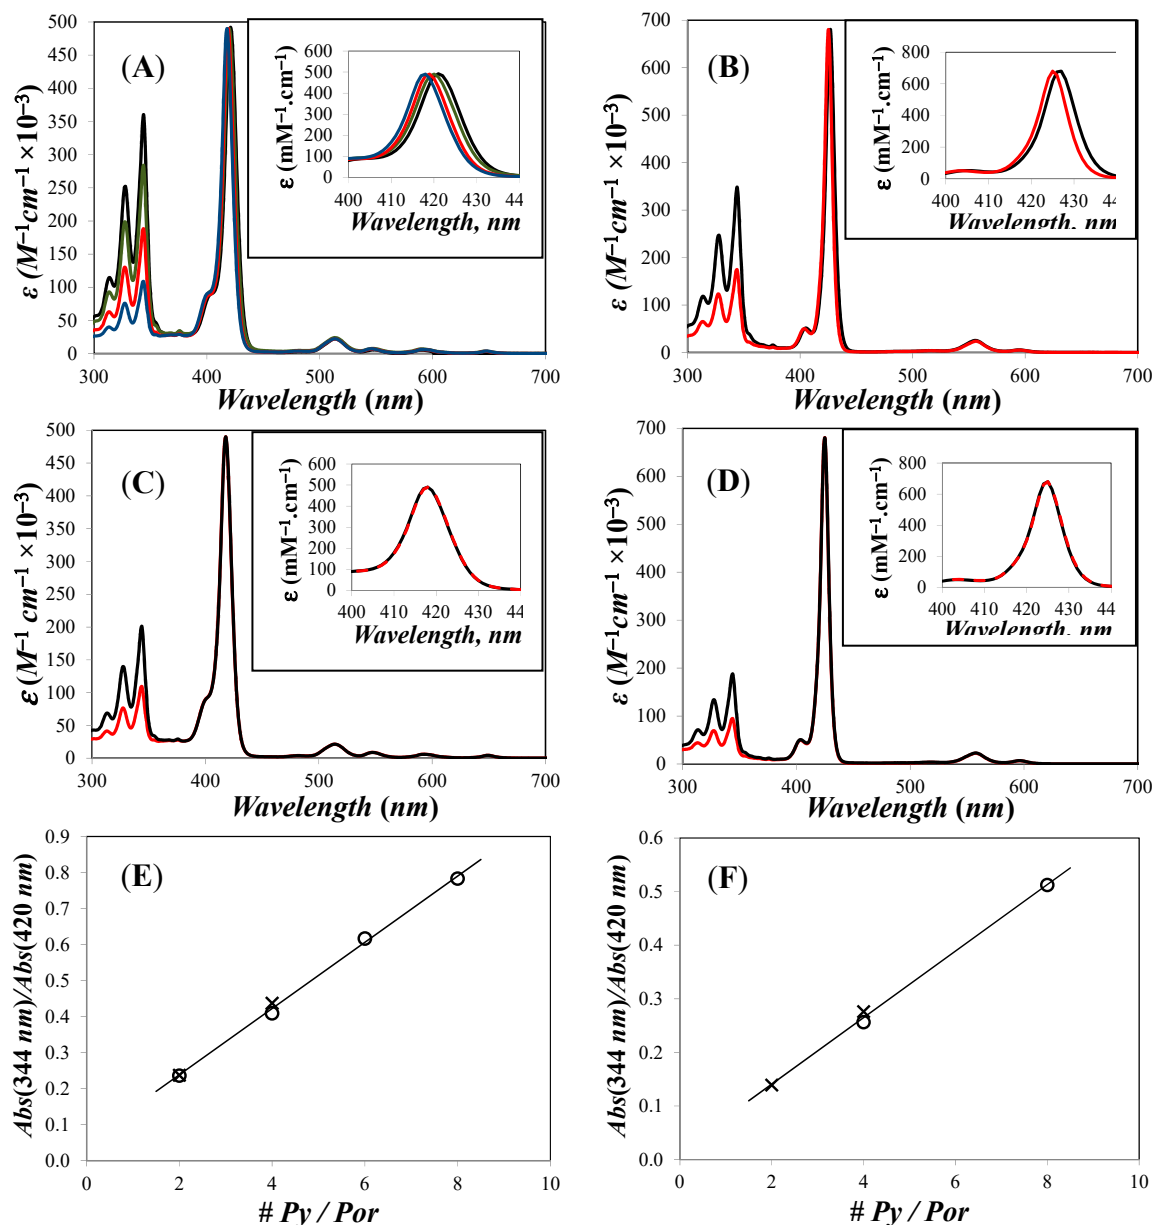 (A)
ε (M⁻¹cm⁻¹ ×10⁻³)
500
450
400
350
300
250
200
150
100
50
0
300 400 500 600 700
Wavelength (nm)
ε (mM⁻¹.cm⁻¹)
600
500
400
300
200
100
0
400 410 420 430 44
Wavelength, nm
(B)
ε (M⁻¹cm⁻¹ ×10⁻³)
700
600
500
400
300
200
100
0
300 400 500 600 700
Wavelength (nm)
ε (mM⁻¹.cm⁻¹)
800
600
400
200
0
400 410 420 430 44
Wavelength, nm
(C)
ε (M⁻¹ cm⁻¹ ×10⁻³)
500
450
400
350
300
250
200
150
100
50
0
300 400 500 600 700
Wavelength (nm)
ε (mM⁻¹.cm⁻¹)
600
500
400
300
200
100
0
400 410 420 430 44
Wavelength, nm
(D)
ε (M⁻¹cm⁻¹ ×10⁻³)
700
600
500
400
300
200
100
0
300 400 500 600 700
Wavelength (nm)
ε (mM⁻¹.cm⁻¹)
800
600
400
200
0
400 410 420 430 44
Wavelength, nm
(E)
Abs(344 nm)/Abs(420 nm)
0.9
0.8
0.7
0.6
0.5
0.4
0.3
0.2
0.1
0.0
0 2 4 6 8 10
# Py / Por
(F)
Abs(344 nm)/Abs(420 nm)
0.6
0.5
0.4
0.3
0.2
0.1
0.0
0 2 4 6 8 10
# Py / Por